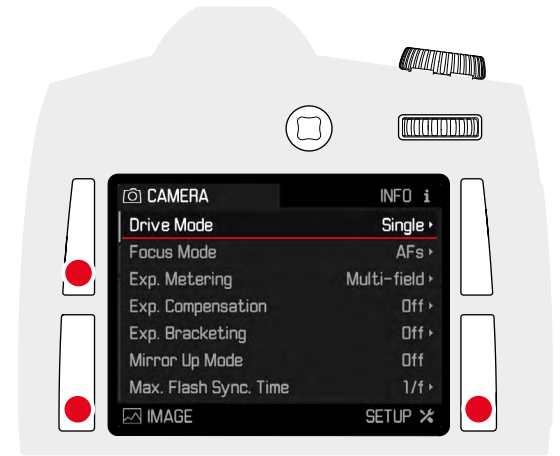 CAMERA INFO i
Drive Mode Single
Focus Mode AFs
Exp. Metering Multi-field
Exp. Compensation Off
Exp. Bracketing Off
Mirror Up Mode Off
Max. Flash Sync. Time 1/f
IMAGE SETUP